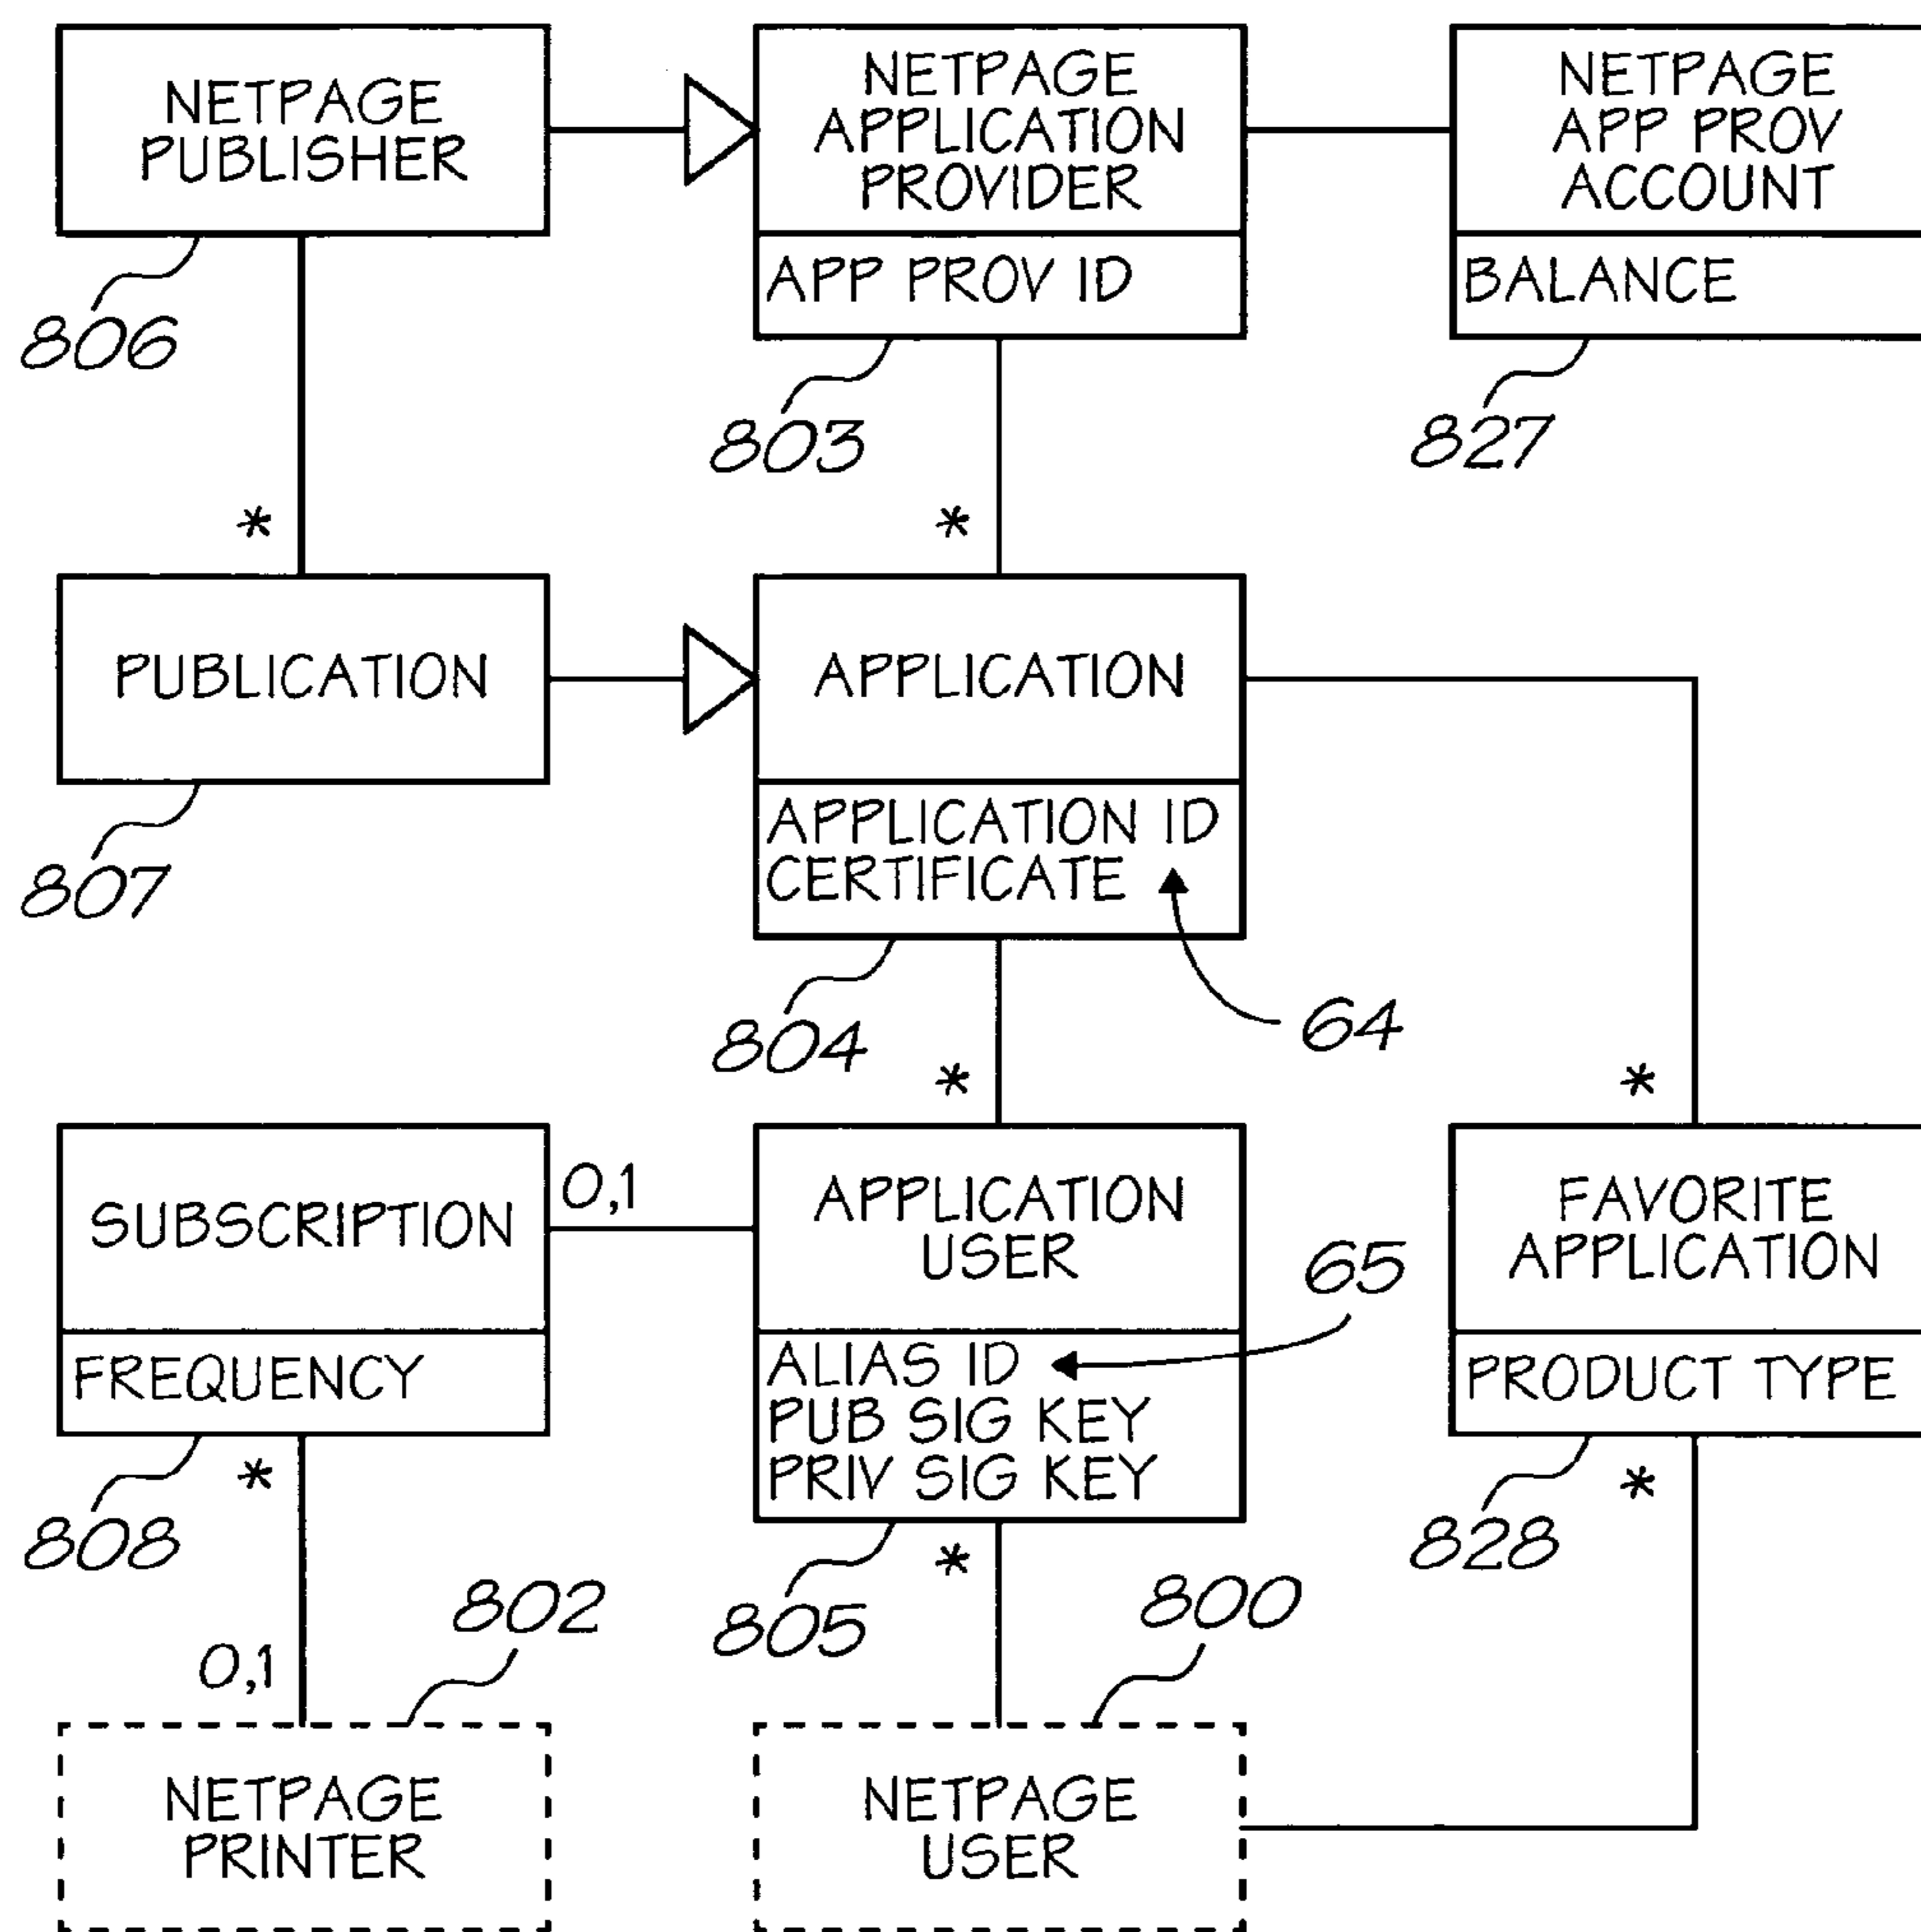 NETPAGE
PUBLISHER
NETPAGE
APPLICATION
PROVIDER
APP PROV ID
NETPAGE
APP PROV
ACCOUNT
BALANCE
806
803
827
*
*
PUBLICATION
APPLICATION
APPLICATION ID
CERTIFICATE
807
804
64
*
*
SUBSCRIPTION
FREQUENCY
0,1
APPLICATION
USER
ALIAS ID
PUB SIG KEY
PRIV SIG KEY
65
FAVORITE
APPLICATION
PRODUCT TYPE
808
*
805
*
828
*
802
800
0,1
NETPAGE
PRINTER
NETPAGE
USER